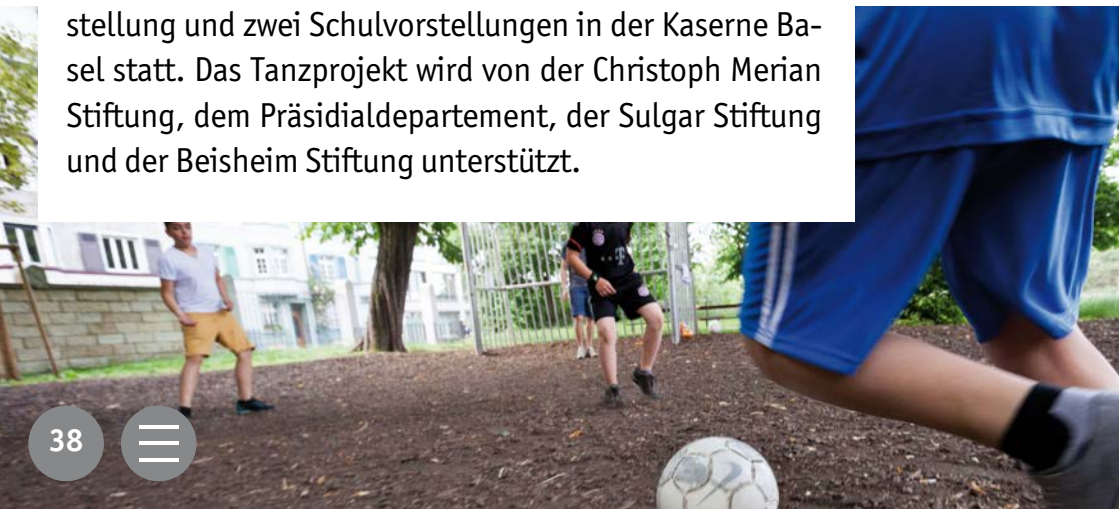 stellung und zwei Schulvorstellungen in der Kaserne Ba-
sel statt. Das Tanzprojekt wird von der Christoph Merian
Stiftung, dem Präsidialdepartement, der Sulgar Stiftung
und der Beisheim Stiftung unterstützt.
38